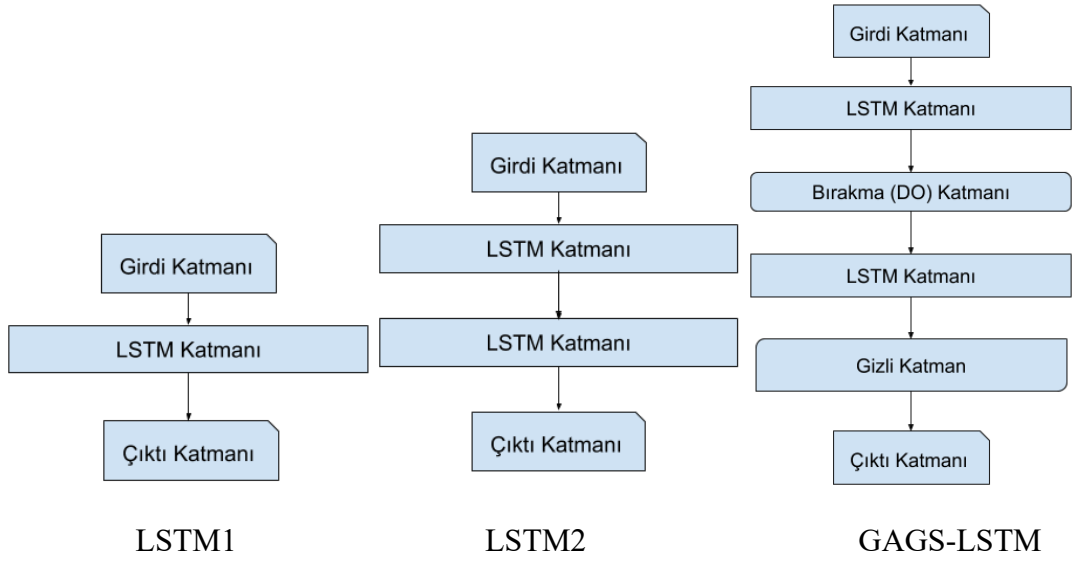 Girdi Katmanı
LSTM Katmanı
Çıktı Katmanı
LSTM1
Girdi Katmanı
LSTM Katmanı
LSTM Katmanı
Çıktı Katmanı
LSTM2
Girdi Katmanı
LSTM Katmanı
Bırakma (DO) Katmanı
LSTM Katmanı
Gizli Katman
Çıktı Katmanı
GAGS-LSTM